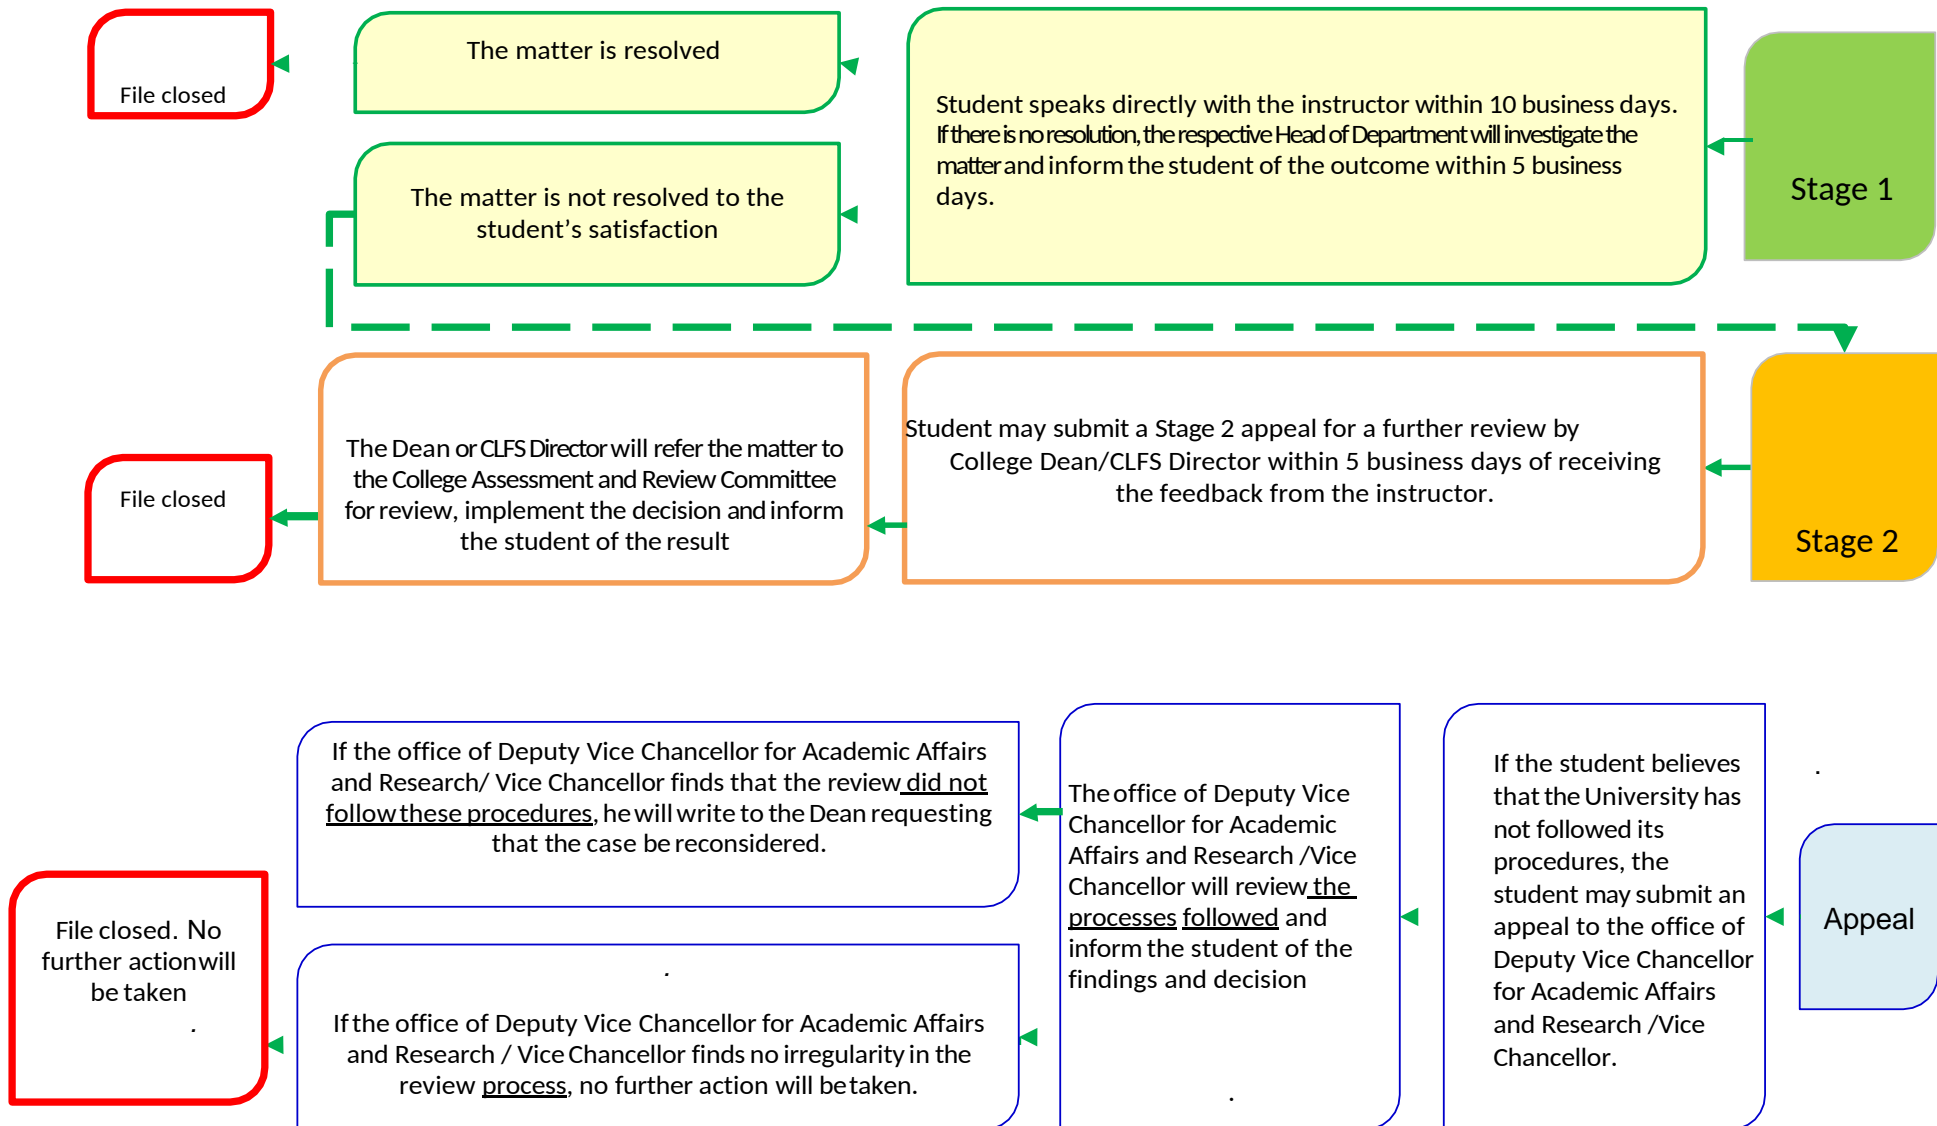 The matter is resolved
File closed
Student speaks directly with the instructor within 10 business days.
If there is no resolution, the respective Head of Department will investigate the
matter and inform the student of the outcome within 5 business
days.
Stage 1
The matter is not resolved to the
student’s satisfaction
Student may submit a Stage 2 appeal for a further review by
College Dean/CLFS Director within 5 business days of receiving
the feedback from the instructor.
The Dean or CLFS Director will refer the matter to
the College Assessment and Review Committee
for review, implement the decision and inform
the student of the result
File closed
Stage 2
If the office of Deputy Vice Chancellor for Academic Affairs
and Research/ Vice Chancellor finds that the review did not
follow these procedures, he will write to the Dean requesting
that the case be reconsidered.
The office of Deputy Vice
Chancellor for Academic
Affairs and Research /Vice
Chancellor will review the
processes followed and
inform the student of the
findings and decision
.
If the student believes
that the University has
not followed its
procedures, the
student may submit an
appeal to the office of
Deputy Vice Chancellor
for Academic Affairs
and Research /Vice
Chancellor.
.
Appeal
File closed. No
further action will
be taken
.
.
If the office of Deputy Vice Chancellor for Academic Affairs
and Research / Vice Chancellor finds no irregularity in the
review process, no further action will be taken.